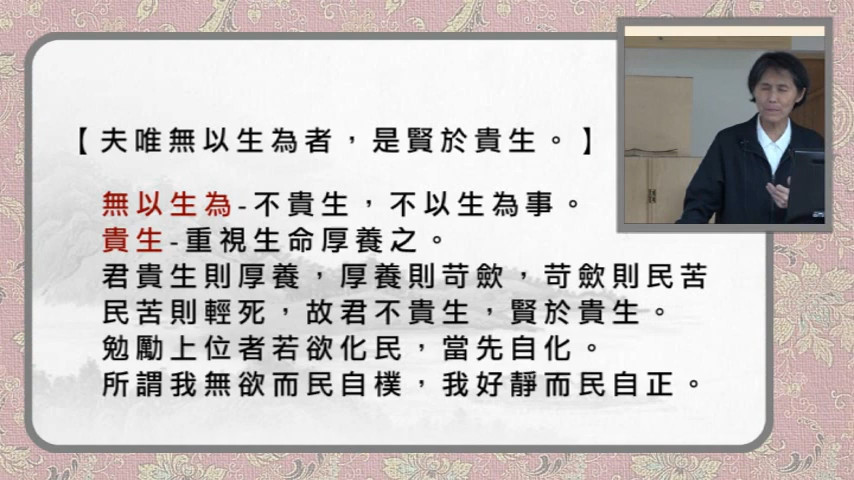 【夫唯無以生為者，是賢於貴生。】
無以生為-不貴生，不以生為事。
貴生-重視生命厚養之。
君貴生則厚養，厚養則苛歛，苛歛則民苦
民苦則輕死，故君不貴生，賢於貴生。
勉勵上位者若欲化民，當先自化。
所謂我無欲而民自樸，我好靜而民自正。